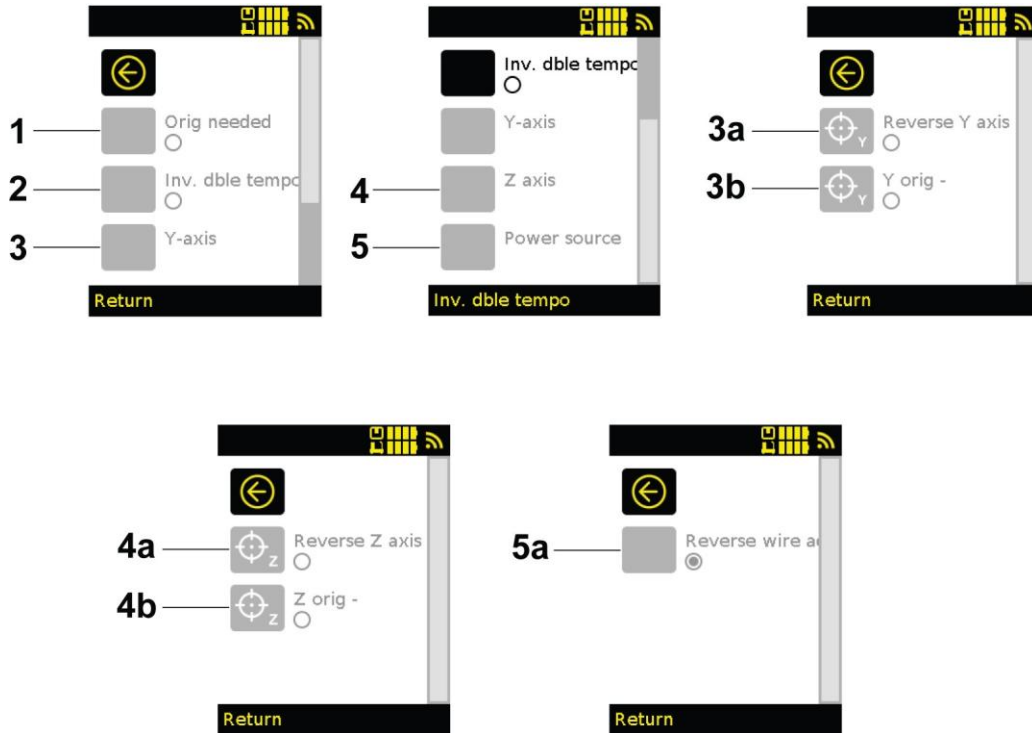 1
Orig needed
2
Inv. dble tempo
3
Y-axis
Return
Inv. dble tempo
Y-axis
4
Z axis
5
Power source
Inv. dble tempo
3a
Reverse Y axis
Y
3b
Y orig -
Y
Return
4a
Reverse Z axis
Z
4b
Z orig -
Z
Return
5a
Reverse wire a
Return